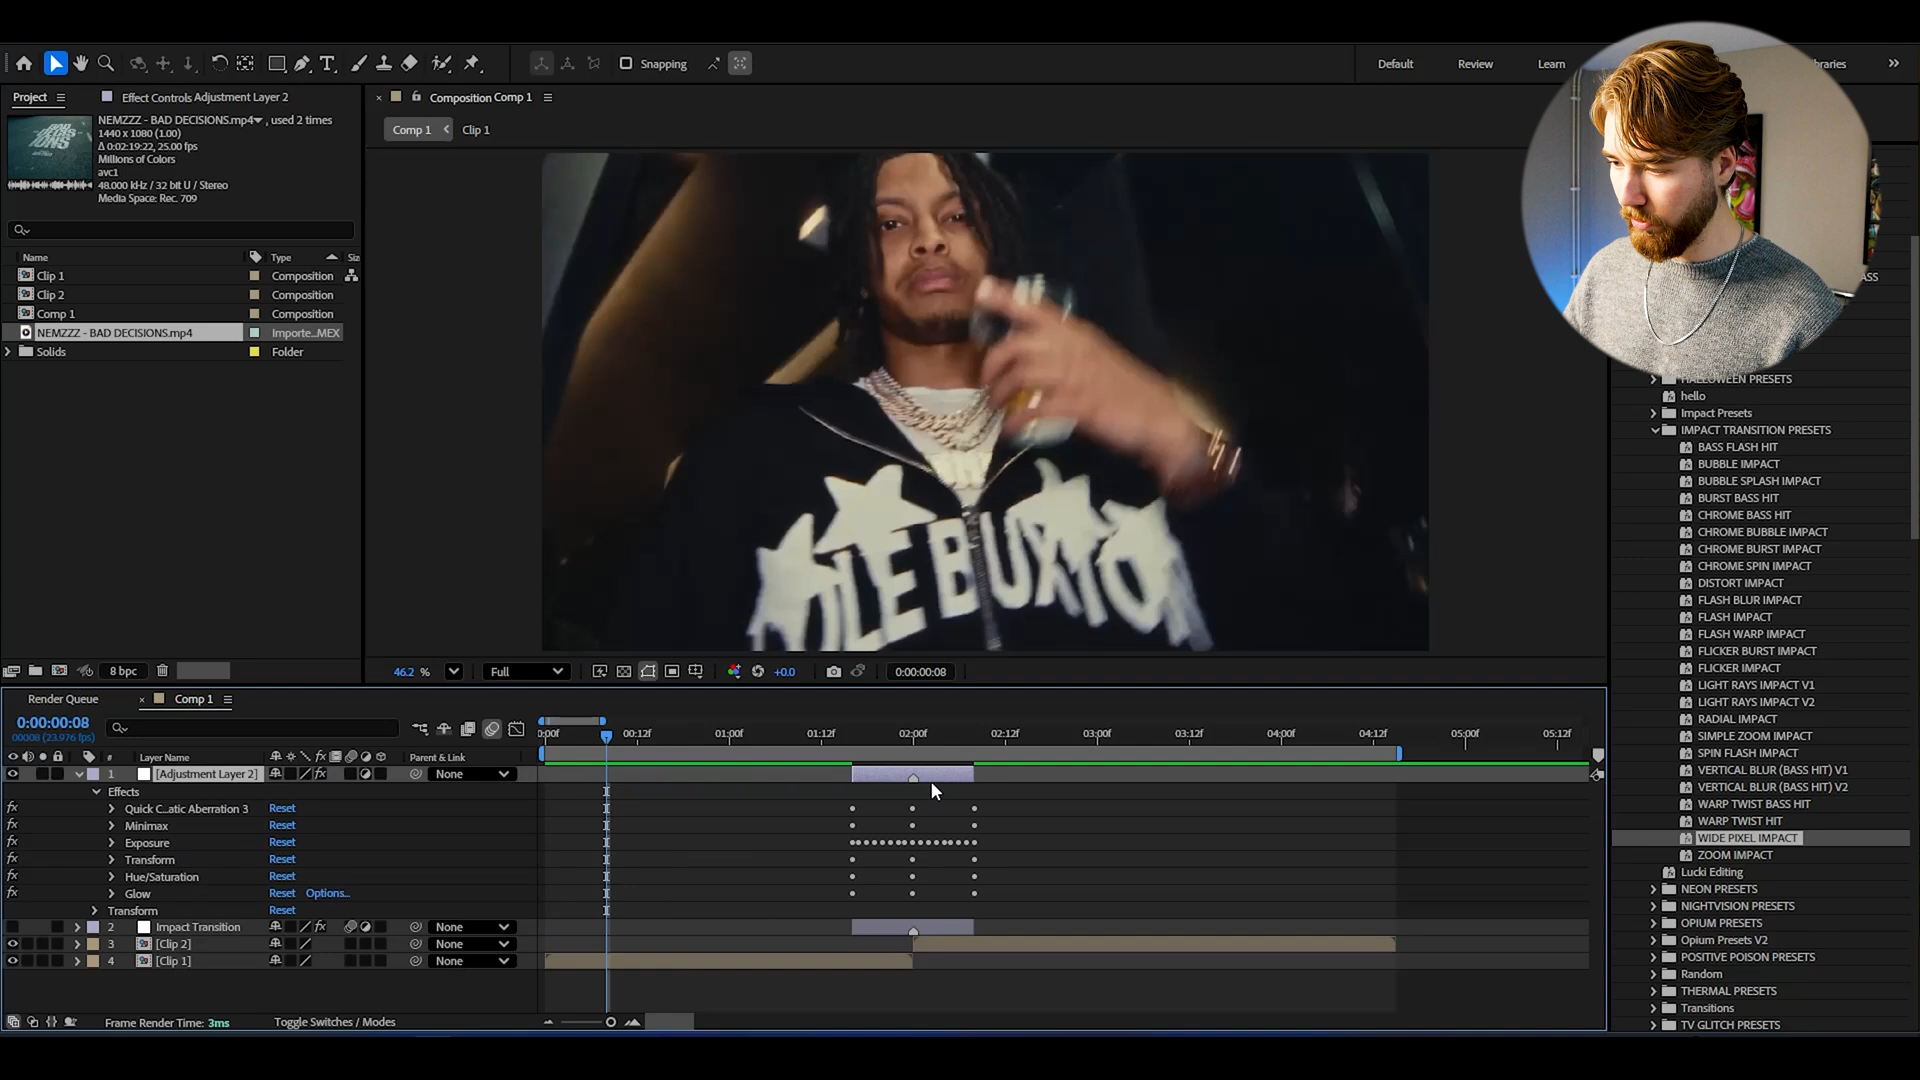 Snapping
Default
Review
Learn
Project
Effect Controls Adjustment Layer 2
Composition Comp 1
NEMZZZ - BAD DECISIONS.mp4 , used 2 times
1440 x 1080 (1.00)
Δ 0:02:19:22, 25.00 fps
Millions of Colors
avc1
48.000 kHz / 32 bit U / Stereo
Media Space: Rec. 709
Comp 1
Clip 1
Name
Type
Clip 1
Composition
Clip 2
Composition
Comp 1
Composition
NEMZZZ - BAD DECISIONS.mp4
Importe...MEX
Solids
Folder
LE BUXTON
8 bpc
46.2 %
Full
+0.0
0:00:00:08
HALLOWEEN PRESETS
hello
Impact Presets
IMPACT TRANSITION PRESETS
BASS FLASH HIT
BUBBLE IMPACT
BUBBLE SPLASH IMPACT
BURST BASS HIT
CHROME BASS HIT
CHROME BUBBLE IMPACT
CHROME BURST IMPACT
CHROME SPIN IMPACT
DISTORT IMPACT
FLASH BLUR IMPACT
FLASH IMPACT
FLASH WARP IMPACT
FLICKER BURST IMPACT
FLICKER IMPACT
LIGHT RAYS IMPACT V1
LIGHT RAYS IMPACT V2
RADIAL IMPACT
SIMPLE ZOOM IMPACT
SPIN FLASH IMPACT
VERTICAL BLUR (BASS HIT) V1
VERTICAL BLUR (BASS HIT) V2
WARP TWIST BASS HIT
WARP TWIST HIT
WIDE PIXEL IMPACT
ZOOM IMPACT
Lucki Editing
NEON PRESETS
NIGHTVISION PRESETS
OPIUM PRESETS
Opium Presets V2
POSITIVE POISON PRESETS
Random
THERMAL PRESETS
Transitions
TV GLITCH PRESETS
Render Queue
Comp 1
0:00:00:08
00008 (23.976 fps)
0:00f 00:12f 01:00f 01:12f 02:00f 02:12f 03:00f 03:12f 04:00f 04:12f 05:00f 05:12f
# Layer Name
Parent & Link
1 [Adjustment Layer 2] None
Effects
Quick C...atic Aberration 3 Reset
Minimax Reset
Exposure Reset
Transform Reset
Hue/Saturation Reset
Glow Reset Options...
Transform Reset
2 Impact Transition None
3 [Clip 2] None
4 [Clip 1] None
Frame Render Time: 3ms
Toggle Switches / Modes